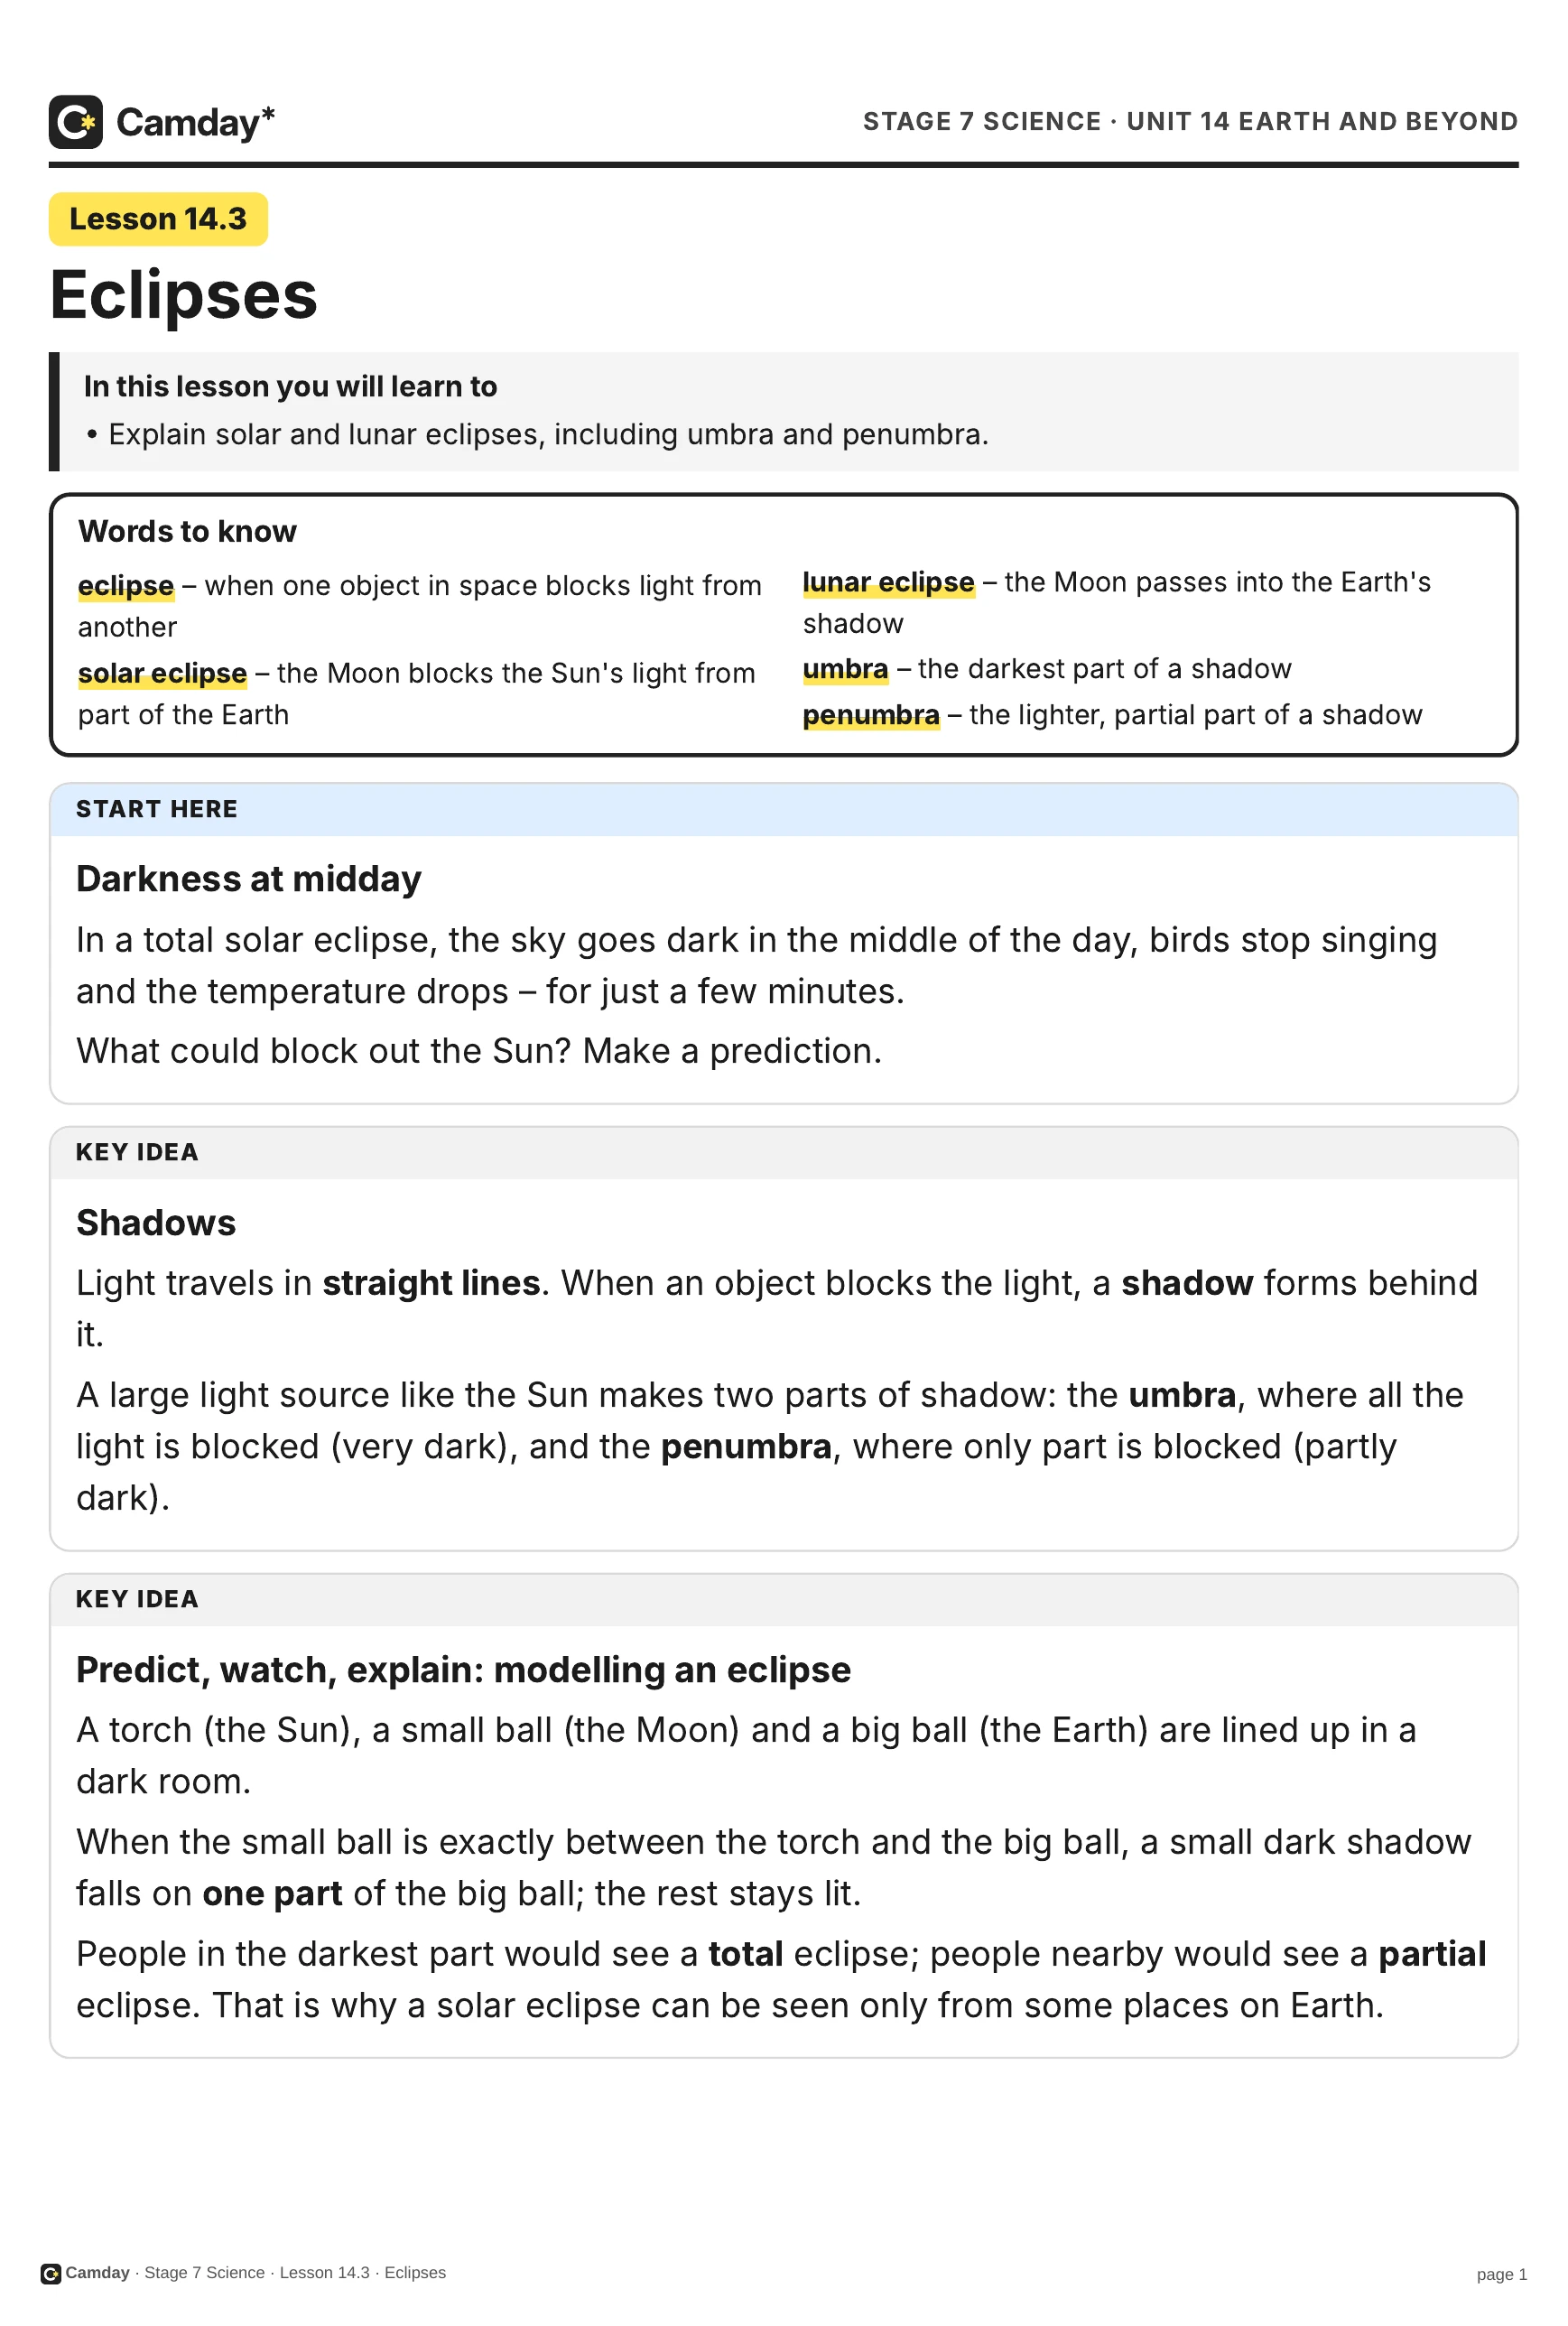 Camday*
STAGE 7 SCIENCE · UNIT 14 EARTH AND BEYOND
Lesson 14.3
Eclipses
In this lesson you will learn to
• Explain solar and lunar eclipses, including umbra and penumbra.
Words to know
eclipse – when one object in space blocks light from
another
solar eclipse – the Moon blocks the Sun's light from
part of the Earth
lunar eclipse – the Moon passes into the Earth's
shadow
umbra – the darkest part of a shadow
penumbra – the lighter, partial part of a shadow
START HERE
Darkness at midday
In a total solar eclipse, the sky goes dark in the middle of the day, birds stop singing
and the temperature drops – for just a few minutes.
What could block out the Sun? Make a prediction.
KEY IDEA
Shadows
Light travels in straight lines. When an object blocks the light, a shadow forms behind
it.
A large light source like the Sun makes two parts of shadow: the umbra, where all the
light is blocked (very dark), and the penumbra, where only part is blocked (partly
dark).
KEY IDEA
Predict, watch, explain: modelling an eclipse
A torch (the Sun), a small ball (the Moon) and a big ball (the Earth) are lined up in a
dark room.
When the small ball is exactly between the torch and the big ball, a small dark shadow
falls on one part of the big ball; the rest stays lit.
People in the darkest part would see a total eclipse; people nearby would see a partial
eclipse. That is why a solar eclipse can be seen only from some places on Earth.
Camday · Stage 7 Science · Lesson 14.3 · Eclipses
page 1